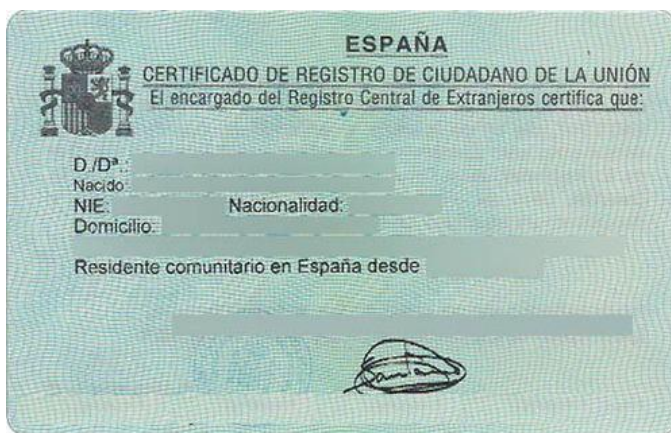 ESPAÑA
CERTIFICADO DE REGISTRO DE CIUDADANO DE LA UNIÓN
El encargado del Registro Central de Extranjeros certifica que:
D./Dª.:
Nacido:
NIE: Nacionalidad:
Domicilio:
Residente comunitario en España desde